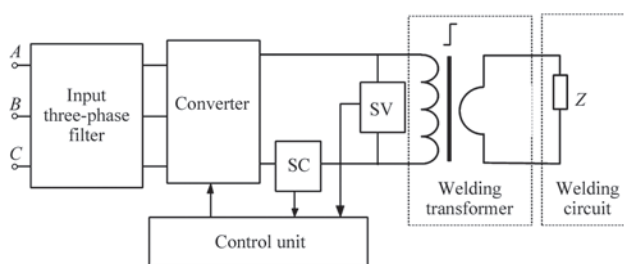 A
B
C
Input
three-phase
filter
Converter
SC
SV
Control unit
Welding
transformer
Z
Welding
circuit